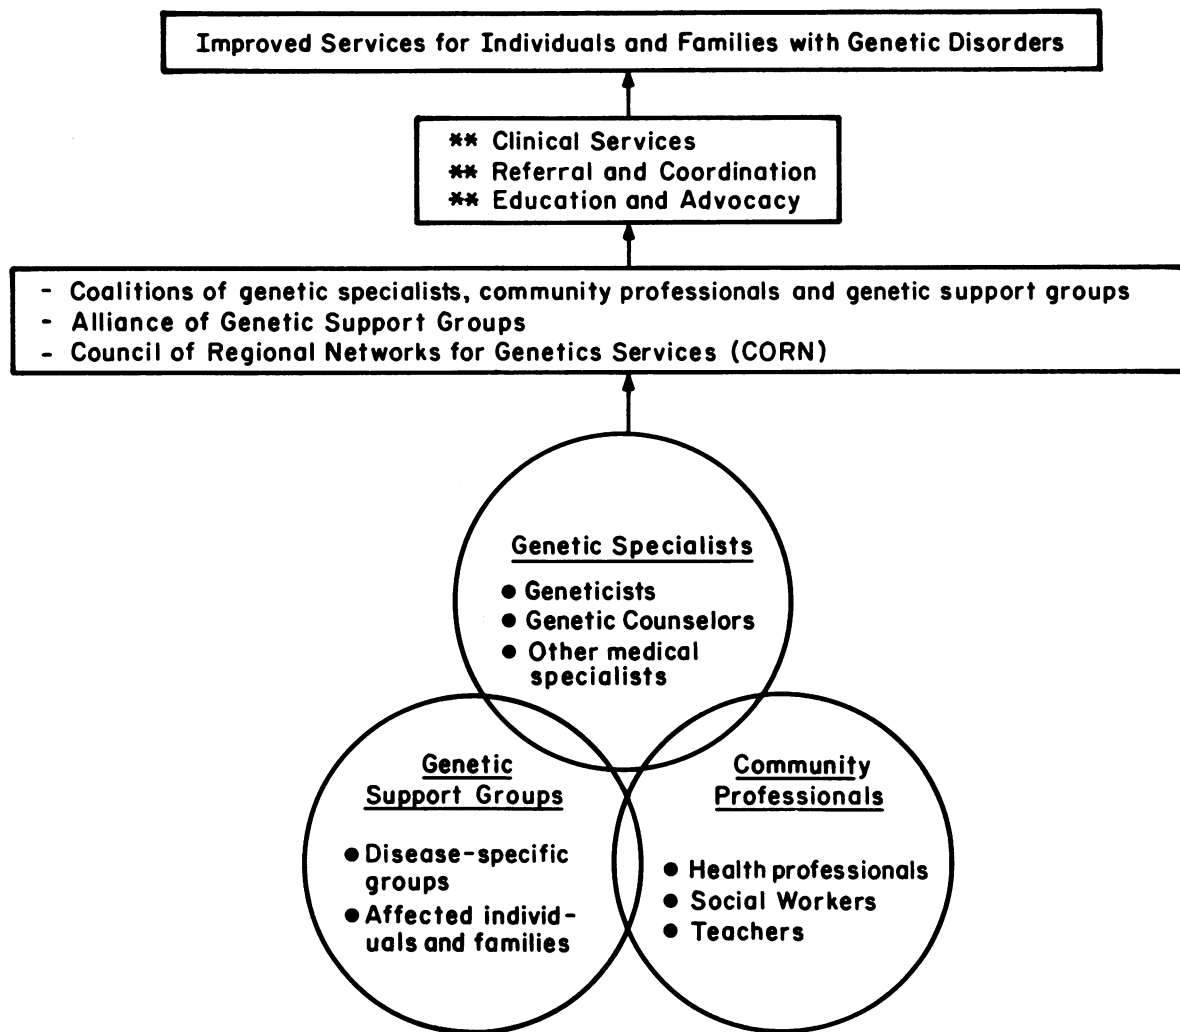 Improved Services for Individuals and Families with Genetic Disorders
** Clinical Services
** Referral and Coordination
** Education and Advocacy
- Coalitions of genetic specialists, community professionals and genetic support groups
- Alliance of Genetic Support Groups
- Council of Regional Networks for Genetics Services (CORN)
Genetic Specialists
● Geneticists
● Genetic Counselors
● Other medical
specialists
Genetic
Support Groups
● Disease-specific
groups
● Affected individ-
uals and families
Community
Professionals
● Health professionals
● Social Workers
● Teachers